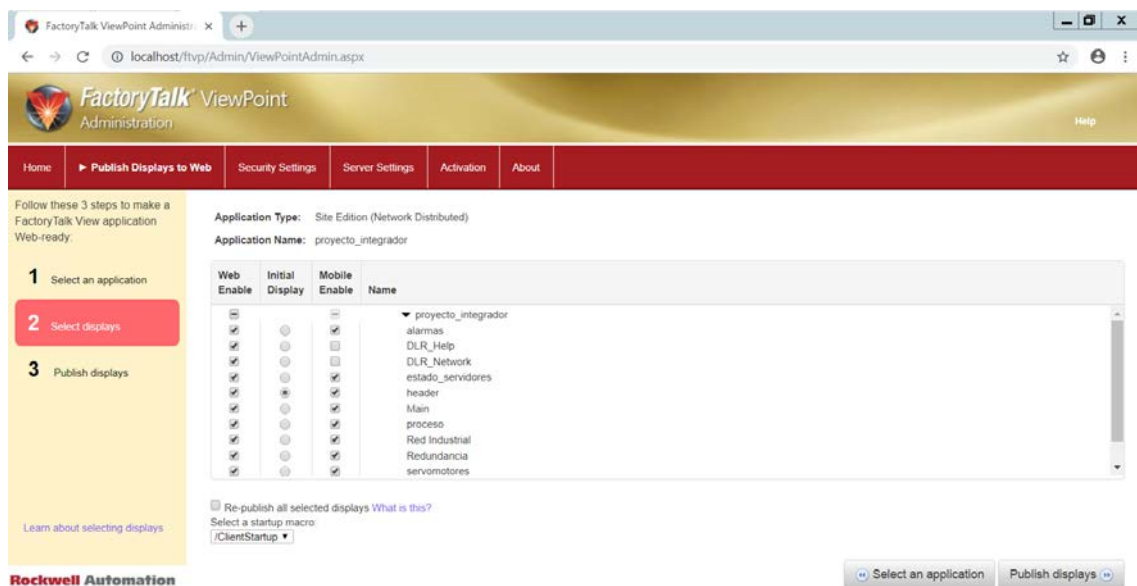 FactoryTalk ViewPoint Administr
localhost/ftvp/Admin/ViewPointAdmin.aspx
FactoryTalk ViewPoint
Administration
Help
Home
Publish Displays to Web
Security Settings
Server Settings
Activation
About
Follow these 3 steps to make a
FactoryTalk View application
Web-ready:
1 Select an application
2 Select displays
3 Publish displays
Learn about selecting displays
Rockwell Automation
Application Type: Site Edition (Network Distributed)
Application Name: proyecto_integrador
Web Enable Initial Display Mobile Enable Name
proyecto_integrador
alarmas
DLR_Help
DLR_Network
estado_servidores
header
Main
proceso
Red Industrial
Redundancia
servomotores
Re-publish all selected displays What is this?
Select a startup macro:
/ClientStartup
Select an application
Publish displays